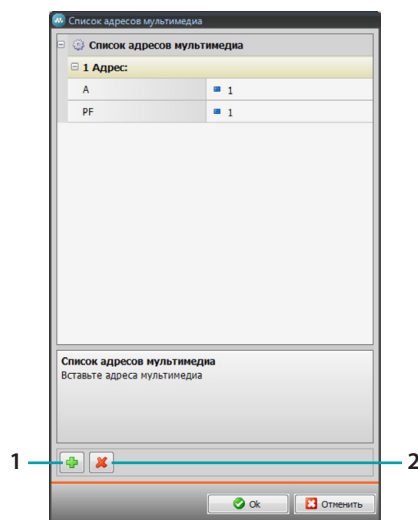 Список адресов мультимедиа
Список адресов мультимедиа
1 Адрес:
A 1
PF 1
Список адресов мультимедиа
Вставьте адреса мультимедиа
1 2
Ok Отменить